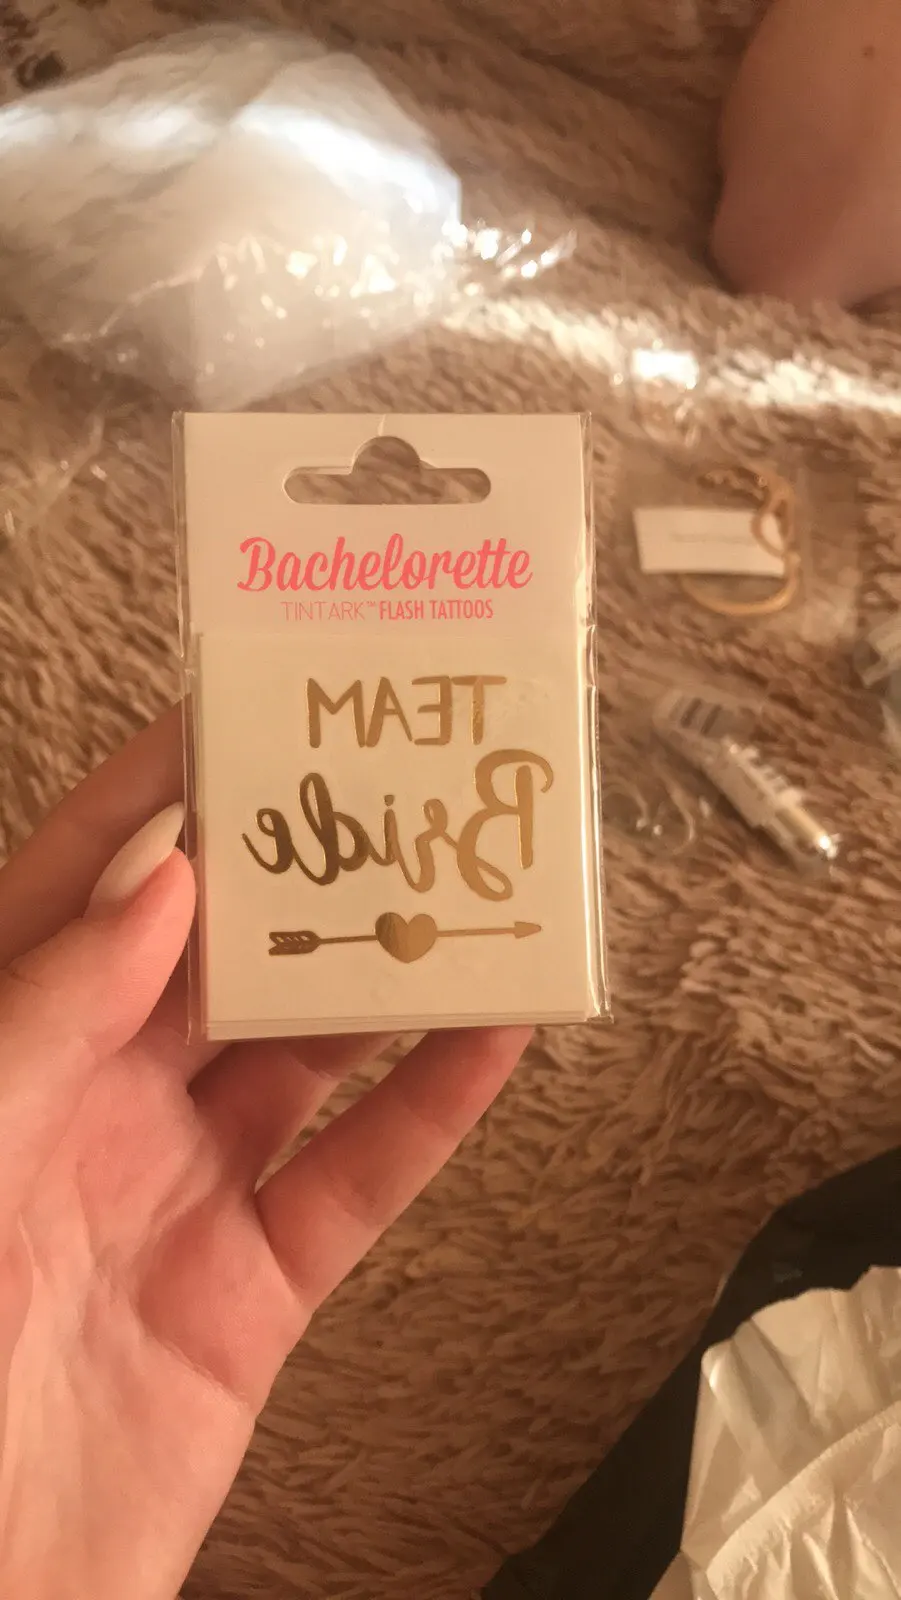 Bachelorette
TINTARK™ FLASH TATTOOS
TEAM
Bride